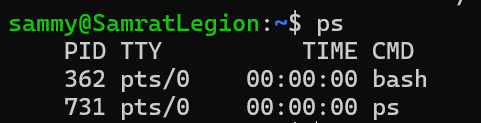 sammy@SamratLegion:~$ ps
    PID TTY          TIME CMD
    362 pts/0    00:00:00 bash
    731 pts/0    00:00:00 ps